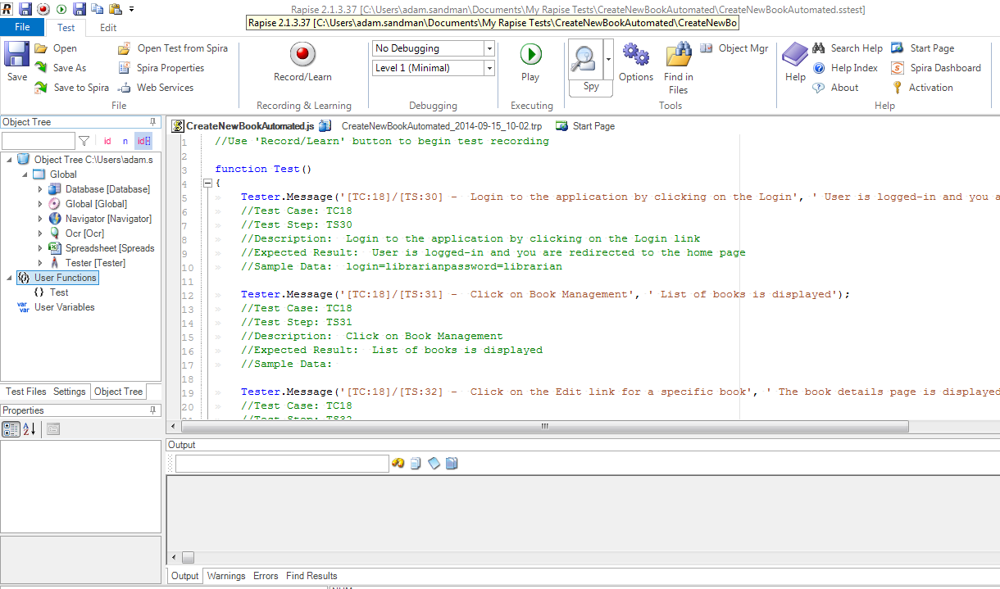 Rapise 2.1.3.37 [C:\Users\adam.sandman\Documents\My Rapise Tests\CreateNewBookAutomated\CreateNewBookAutomated.sstest]
Rapise 2.1.3.37 [C:\Users\adam.sandman\Documents\My Rapise Tests\CreateNewBookAutomated\CreateNewBo
File Test Edit
Save
Open
Save As
Save to Spira
Open Test from Spira
Spira Properties
Web Services
File
Record/Learn
Recording & Learning
No Debugging
Level 1 (Minimal)
Debugging
Play
Executing
Spy
Options
Find in
Files
Object Mgr
Tools
Help
Search Help
Help Index
About
Start Page
Spira Dashboard
Activation
Help
Object Tree
id n id[]
Object Tree C:\Users\adam.s
Global
Database [Database]
Global [Global]
Navigator [Navigator]
Ocr [Ocr]
Spreadsheet [Spreads
Tester [Tester]
User Functions
{ } Test
var var User Variables
Test Files Settings Object Tree
Properties
CreateNewBookAutomated.js CreateNewBookAutomated_2014-09-15_10-02.trp Start Page
1 //Use 'Record/Learn' button to begin test recording
2
3 function Test()
4 {
5 Tester.Message('[TC:18]/[TS:30] - Login to the application by clicking on the Login', ' User is logged-in and you a
6 //Test Case: TC18
7 //Test Step: TS30
8 //Description: Login to the application by clicking on the Login link
9 //Expected Result: User is logged-in and you are redirected to the home page
10 //Sample Data: login=librarianpassword=librarian
11
12 Tester.Message('[TC:18]/[TS:31] - Click on Book Management', ' List of books is displayed');
13 //Test Case: TC18
14 //Test Step: TS31
15 //Description: Click on Book Management
16 //Expected Result: List of books is displayed
17 //Sample Data:
18
19 Tester.Message('[TC:18]/[TS:32] - Click on the Edit link for a specific book', ' The book details page is displayed
20 //Test Case: TC18
//Test Step: TS32
Output
Output Warnings Errors Find Results